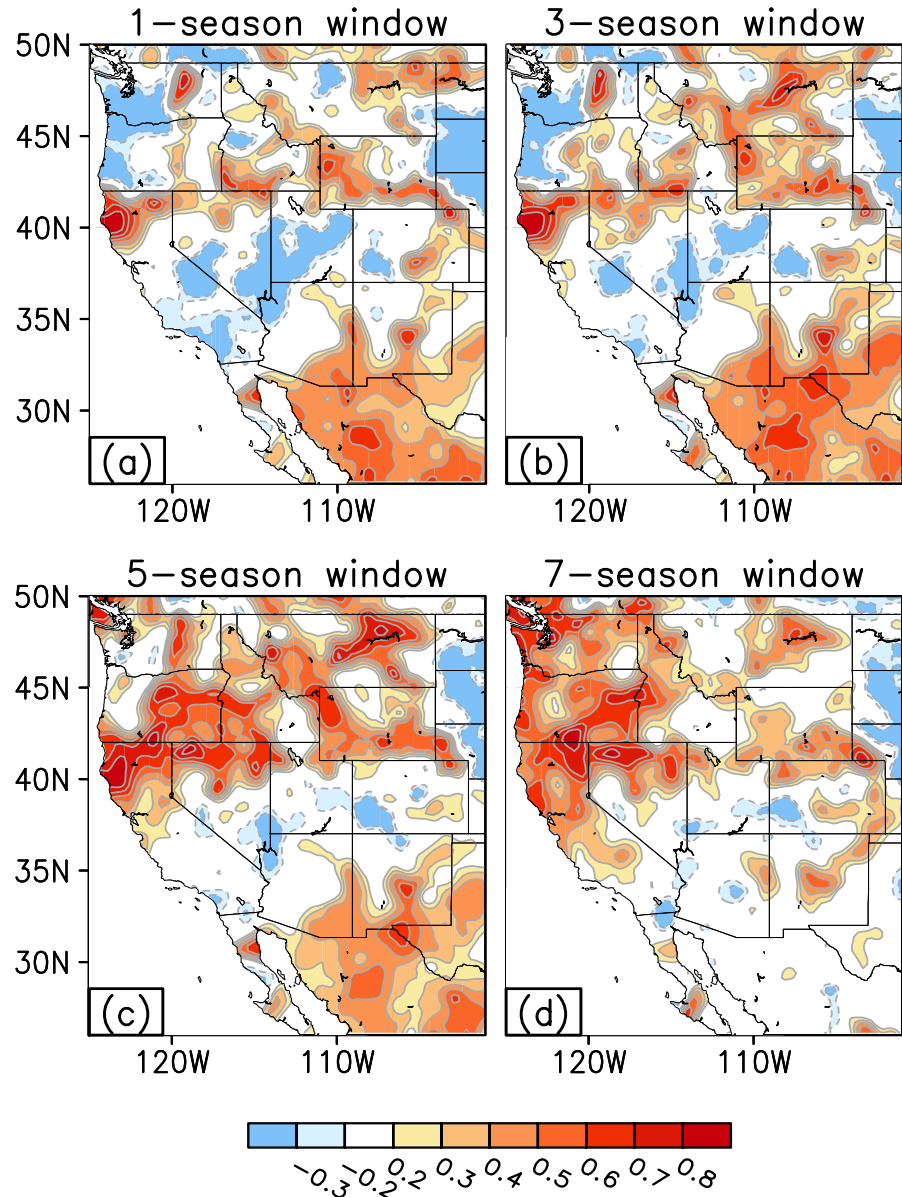 1-season window 3-season window
50N
45N
40N
35N
30N
(a) (b)
120W 110W 120W 110W
5-season window 7-season window
50N
45N
40N
35N
30N
(c) (d)
120W 110W 120W 110W
-0.3 -0.2 0.2 0.3 0.4 0.5 0.6 0.7 0.8